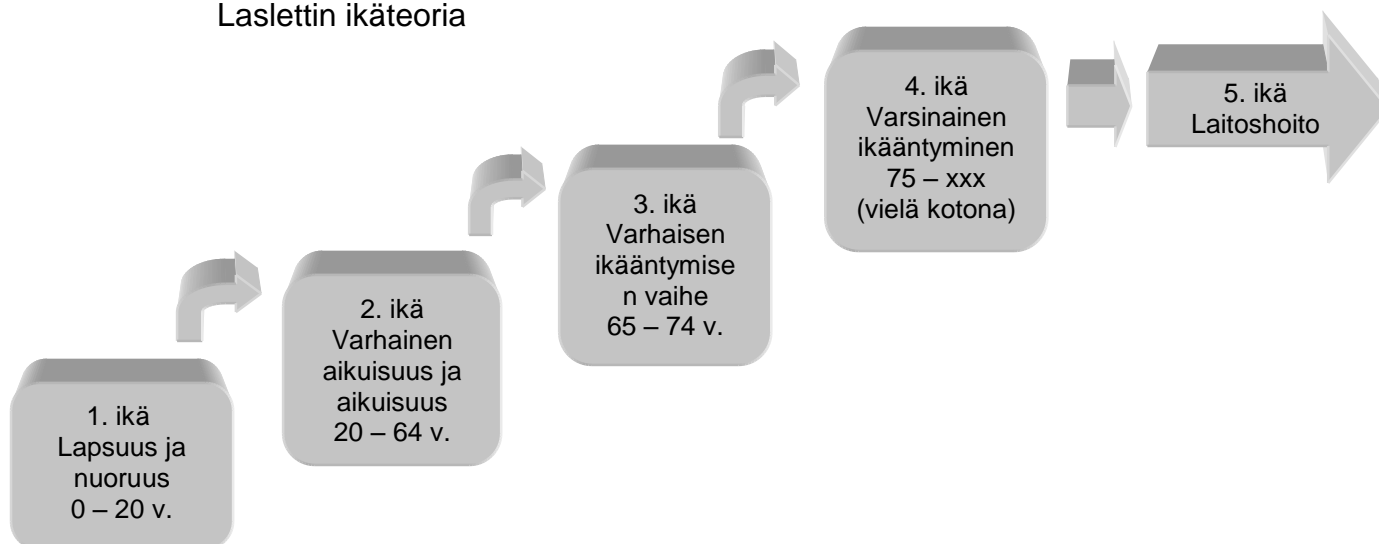 Laslettin ikäteoria
1. ikä
Lapsuus ja
nuoruus
0 – 20 v.
2. ikä
Varhainen
aikuisuus ja
aikuisuus
20 – 64 v.
3. ikä
Varhaisen
ikääntymise
n vaihe
65 – 74 v.
4. ikä
Varsinainen
ikääntyminen
75 – xxx
(vielä kotona)
5. ikä
Laitoshoito